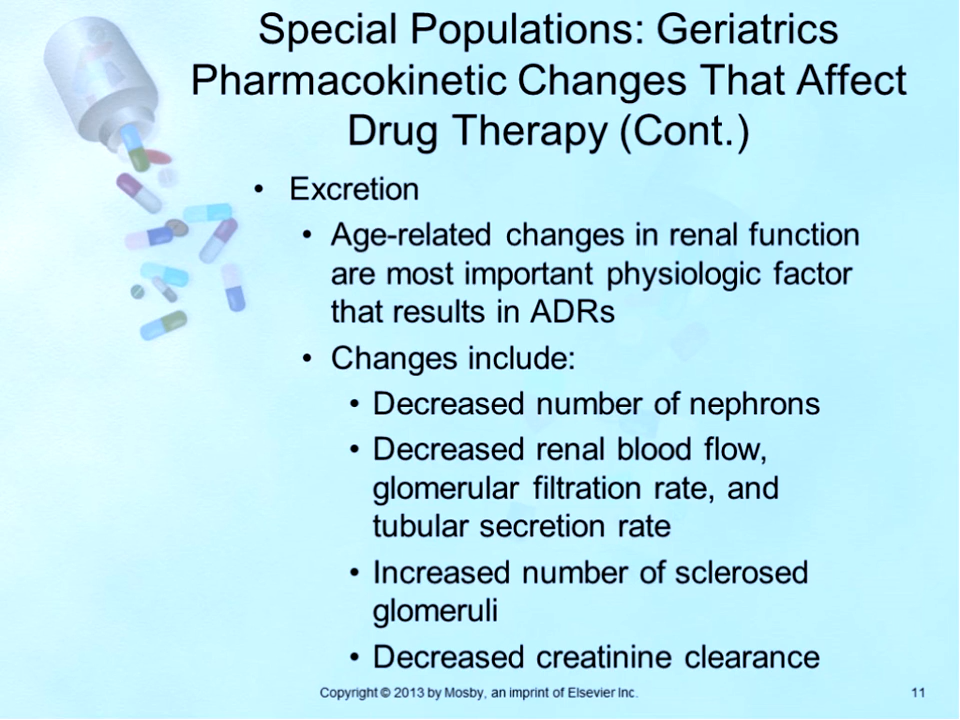 Special Populations: Geriatrics
Pharmacokinetic Changes That Affect
Drug Therapy (Cont.)
• Excretion
• Age-related changes in renal function
are most important physiologic factor
that results in ADRs
• Changes include:
• Decreased number of nephrons
• Decreased renal blood flow,
glomerular filtration rate, and
tubular secretion rate
• Increased number of sclerosed
glomeruli
• Decreased creatinine clearance
Copyright © 2013 by Mosby, an imprint of Elsevier Inc.
11